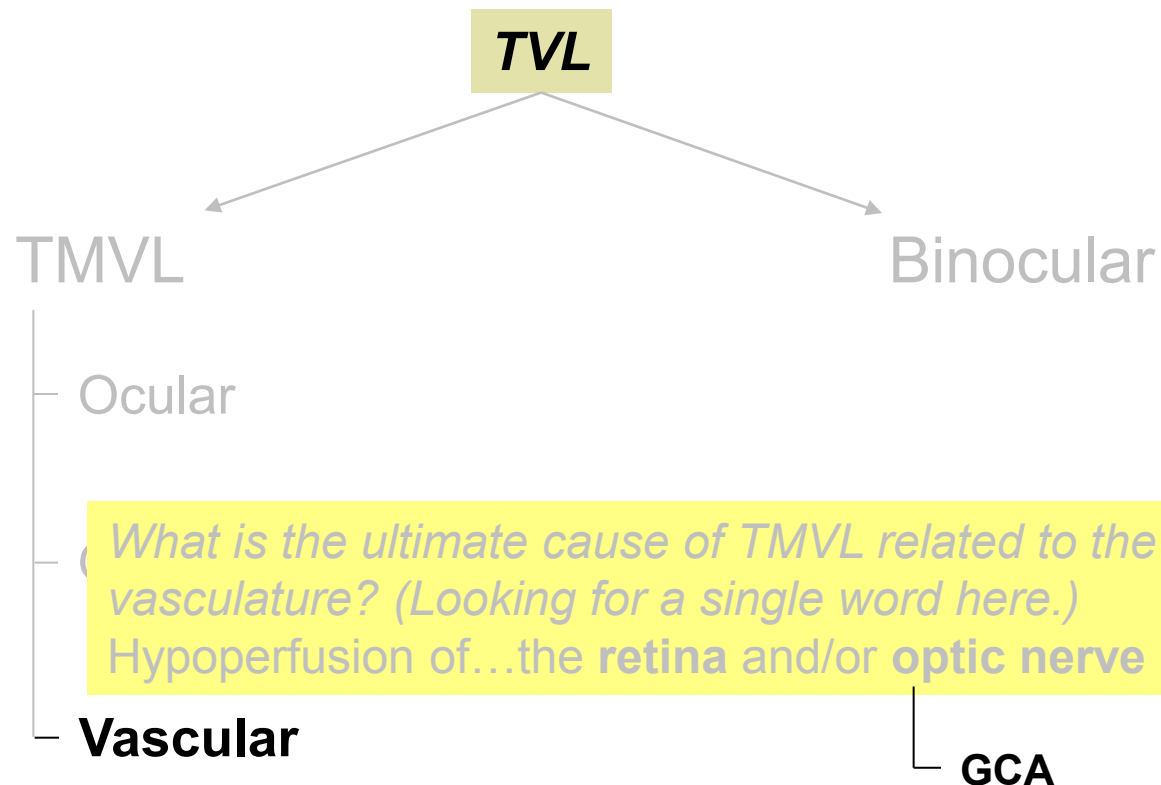 TVL
TMVL
Binocular
Ocular
What is the ultimate cause of TMVL related to the
vasculature? (Looking for a single word here.)
Hypoperfusion of…the retina and/or optic nerve
Vascular
GCA